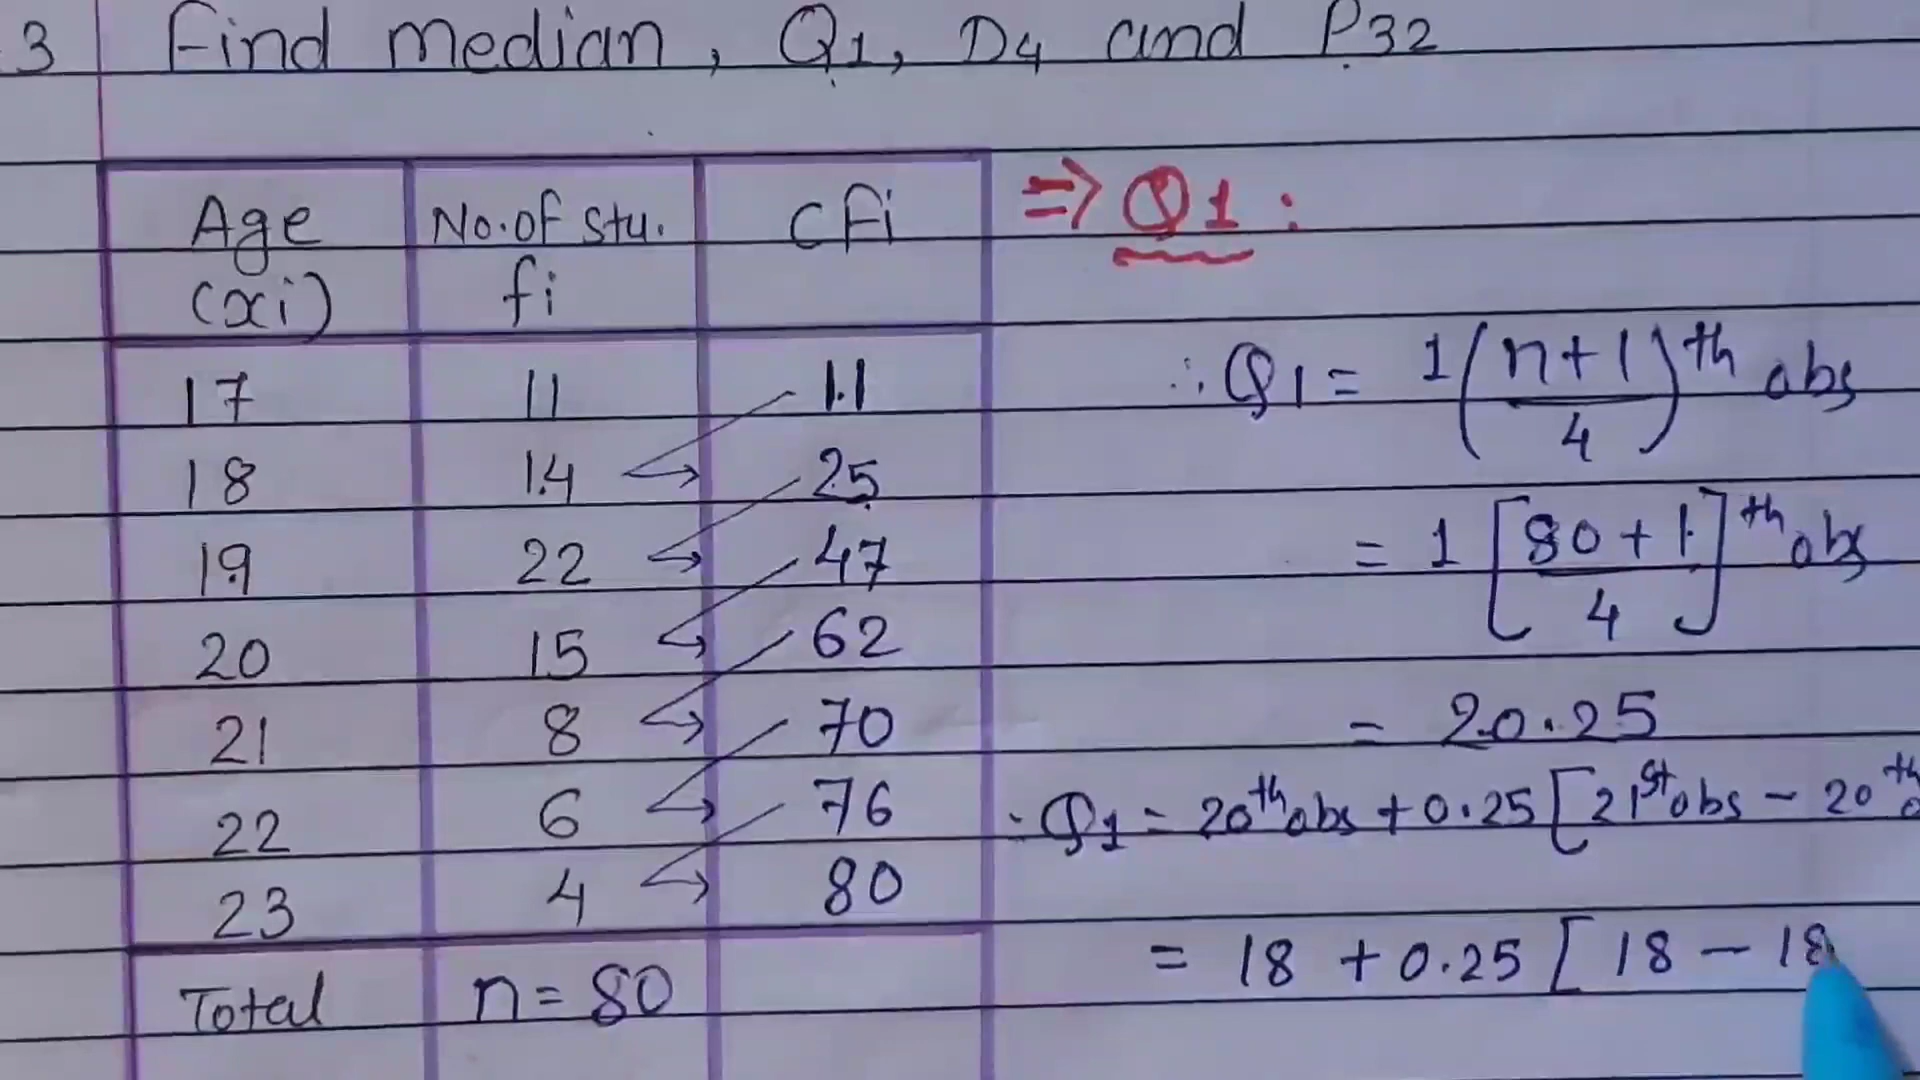 3 Find median, Q1, D4 and P32
Age (xi) No. of stu. fi cfi
17 11 11
18 14 25
19 22 47
20 15 62
21 8 70
22 6 76
23 4 80
Total n = 80
⇒ Q1 :
∴ Q1 = 1(n+1/4)th obs
= 1[80+1/4]th obs
= 20.25
∴ Q1 = 20th obs + 0.25 [21st obs - 20th
= 18 + 0.25 [18 - 18